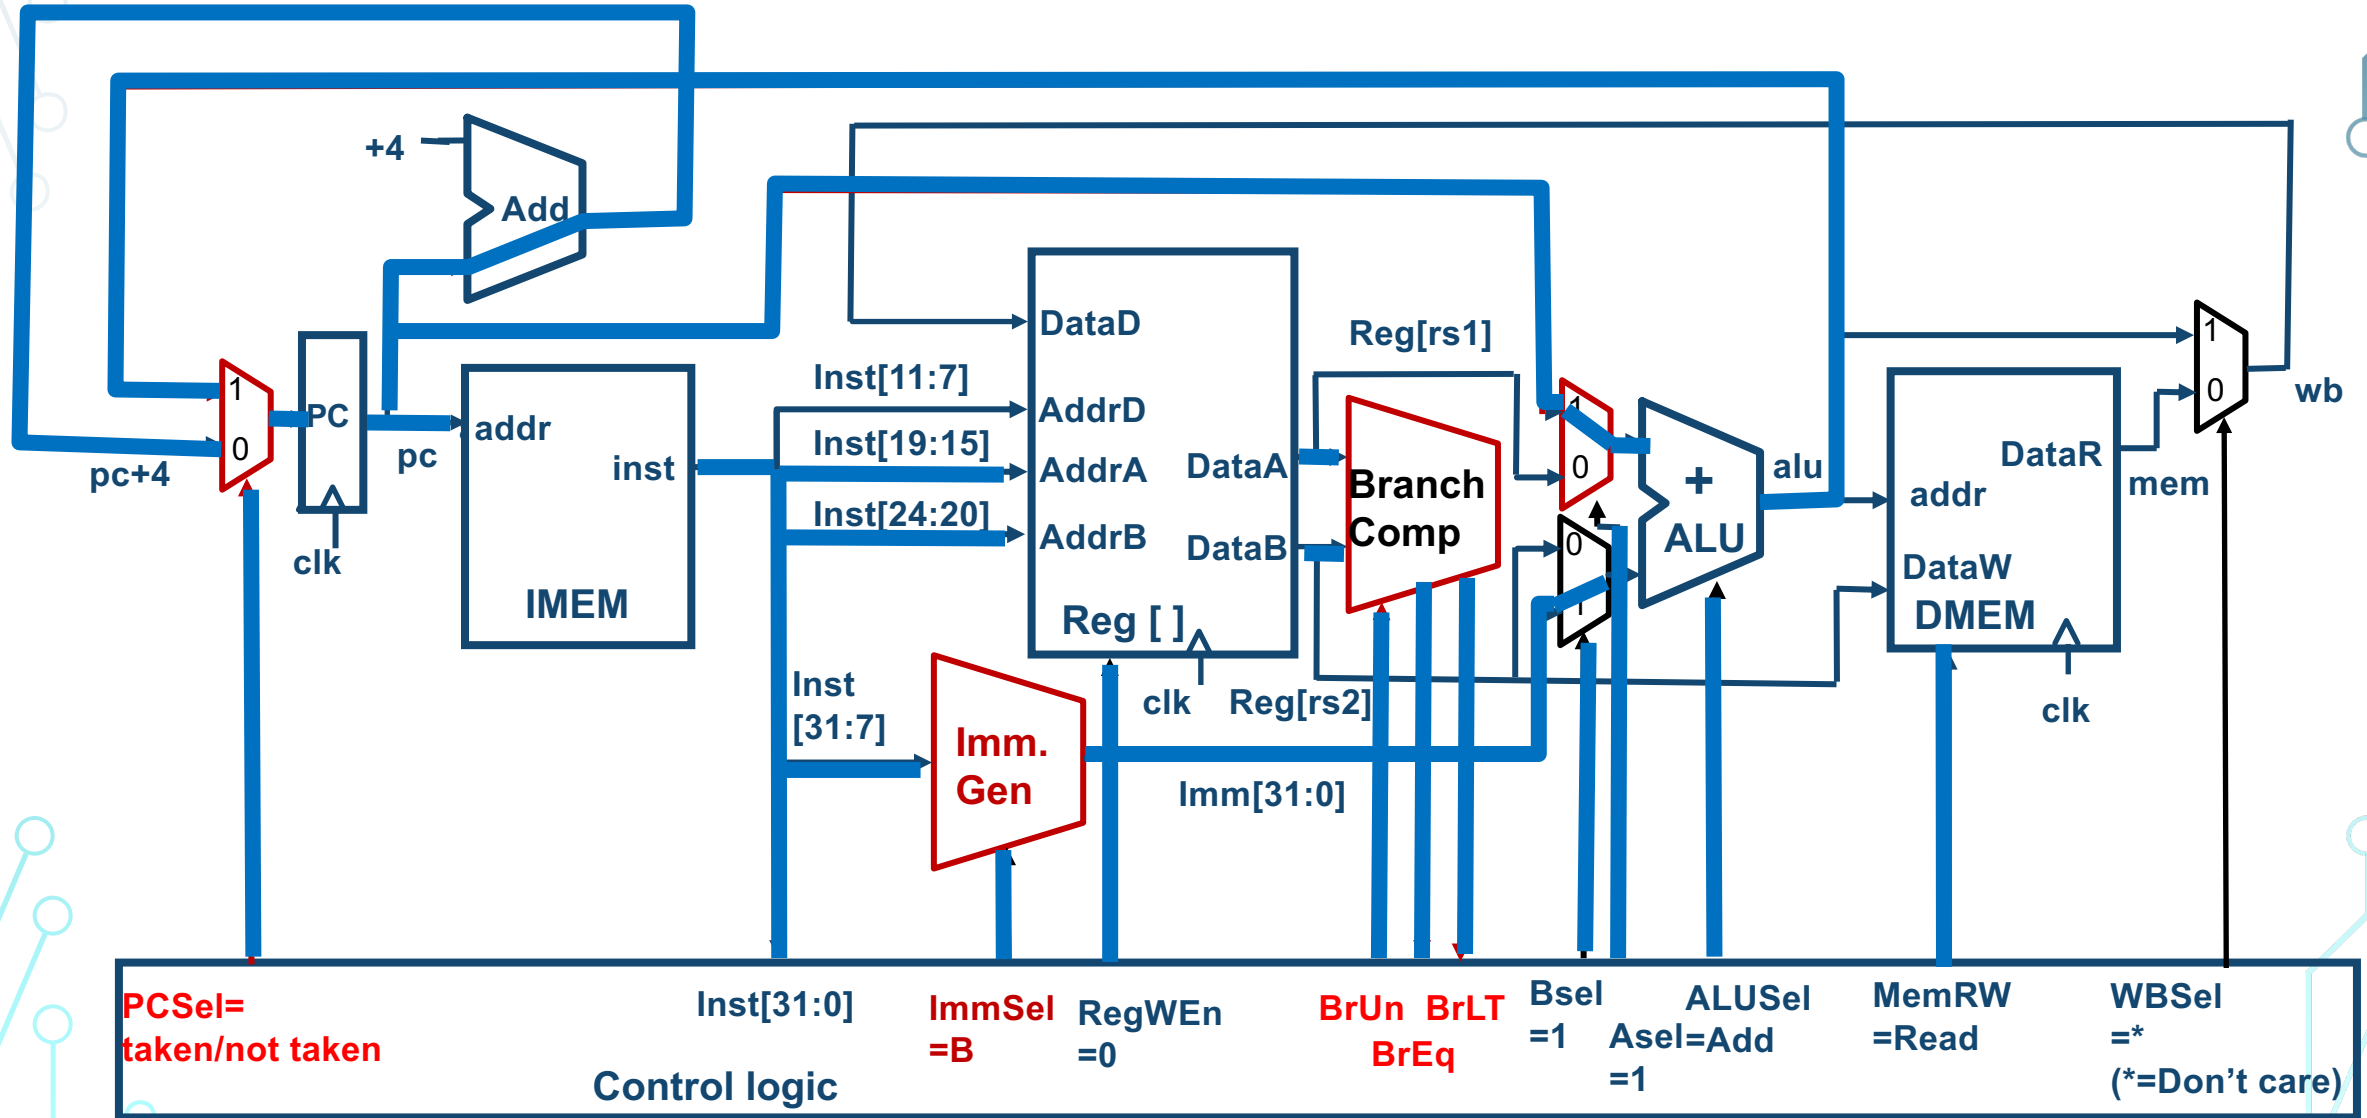 +4
Add
DataD
Reg[rs1]
1
1
Inst[11:7]
1
0
wb
PC
addr
AddrD
Inst[19:15]
0
pc
pc+4
inst
AddrA
DataA
Branch
Comp
0
+
ALU
alu
addr
DataR
mem
Inst[24:20]
AddrB
DataB
0
1
DataW
DMEM
clk
IMEM
Reg [ ]
clk
Reg[rs2]
clk
Inst
[31:7]
Imm.
Gen
Imm[31:0]
PCSel=
taken/not taken
Inst[31:0]
ImmSel
=B
RegWEn
=0
BrUn BrLT
BrEq
Bsel
=1
Asel
=1
ALUSel
=Add
MemRW
=Read
WBSel
=*
(*=Don’t care)
Control logic